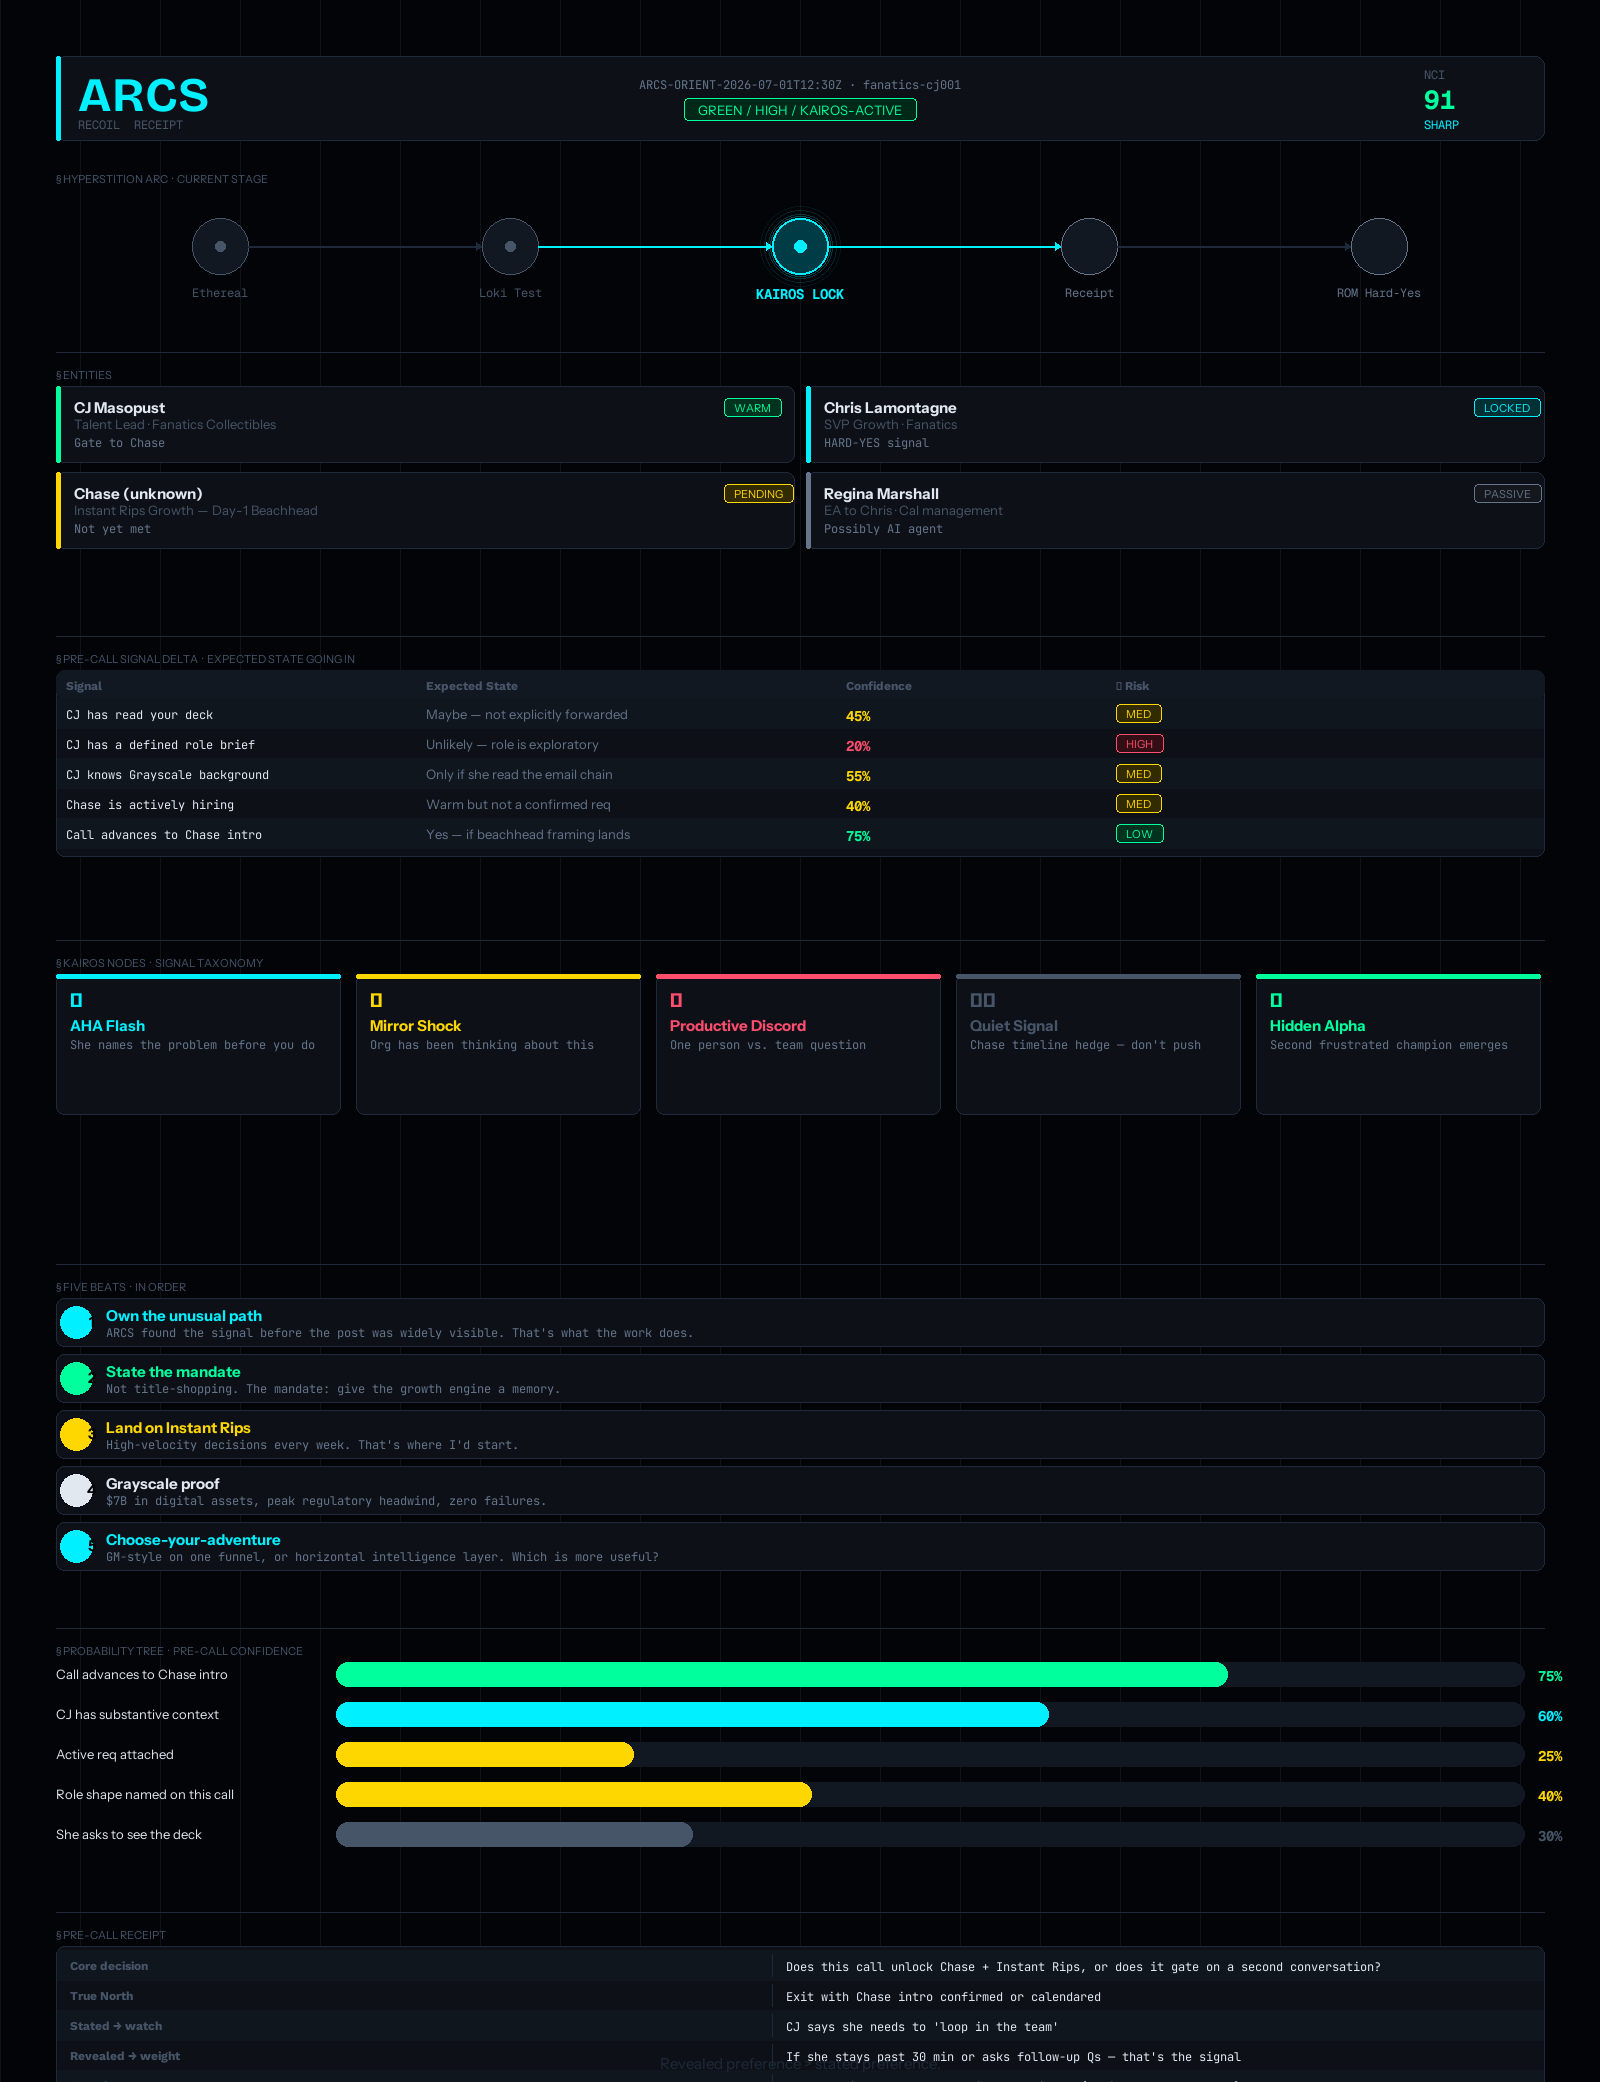 ARCS
RECOIL RECEIPT
ARCS-ORIENT-2026-07-01T12:30Z · fanatics-cj001
GREEN / HIGH / KAIROS-ACTIVE
NCI
91
SHARP
§ HYPERSTITION ARC · CURRENT STAGE
Ethereal
Loki Test
KAIROS LOCK
Receipt
ROM Hard-Yes
§ ENTITIES
CJ Masopust
WARM
Talent Lead · Fanatics Collectibles
Gate to Chase
Chris Lamontagne
LOCKED
SVP Growth · Fanatics
HARD-YES signal
Chase (unknown)
PENDING
Instant Rips Growth — Day-1 Beachhead
Not yet met
Regina Marshall
PASSIVE
EA to Chris · Cal management
Possibly AI agent
§ PRE-CALL SIGNAL DELTA · EXPECTED STATE GOING IN
Signal Expected State Confidence Risk
CJ has read your deck Maybe — not explicitly forwarded 45% MED
CJ has a defined role brief Unlikely — role is exploratory 20% HIGH
CJ knows Grayscale background Only if she read the email chain 55% MED
Chase is actively hiring Warm but not a confirmed req 40% MED
Call advances to Chase intro Yes — if beachhead framing lands 75% LOW
§ KAIROS NODES · SIGNAL TAXONOMY
AHA Flash
She names the problem before you do
Mirror Shock
Org has been thinking about this
Productive Discord
One person vs. team question
Quiet Signal
Chase timeline hedge — don't push
Hidden Alpha
Second frustrated champion emerges
§ FIVE BEATS · IN ORDER
Own the unusual path
ARCS found the signal before the post was widely visible. That's what the work does.
State the mandate
Not title-shopping. The mandate: give the growth engine a memory.
Land on Instant Rips
High-velocity decisions every week. That's where I'd start.
Grayscale proof
$7B in digital assets, peak regulatory headwind, zero failures.
Choose-your-adventure
GM-style on one funnel, or horizontal intelligence layer. Which is more useful?
§ PROBABILITY TREE · PRE-CALL CONFIDENCE
Call advances to Chase intro 75%
CJ has substantive context 60%
Active req attached 25%
Role shape named on this call 40%
She asks to see the deck 30%
§ PRE-CALL RECEIPT
Core decision Does this call unlock Chase + Instant Rips, or does it gate on a second conversation?
True North Exit with Chase intro confirmed or calendared
Stated → watch CJ says she needs to 'loop in the team'
Revealed → weight If she stays past 30 min or asks follow-up Qs — that's the signal
Revealed preference > stated preference.